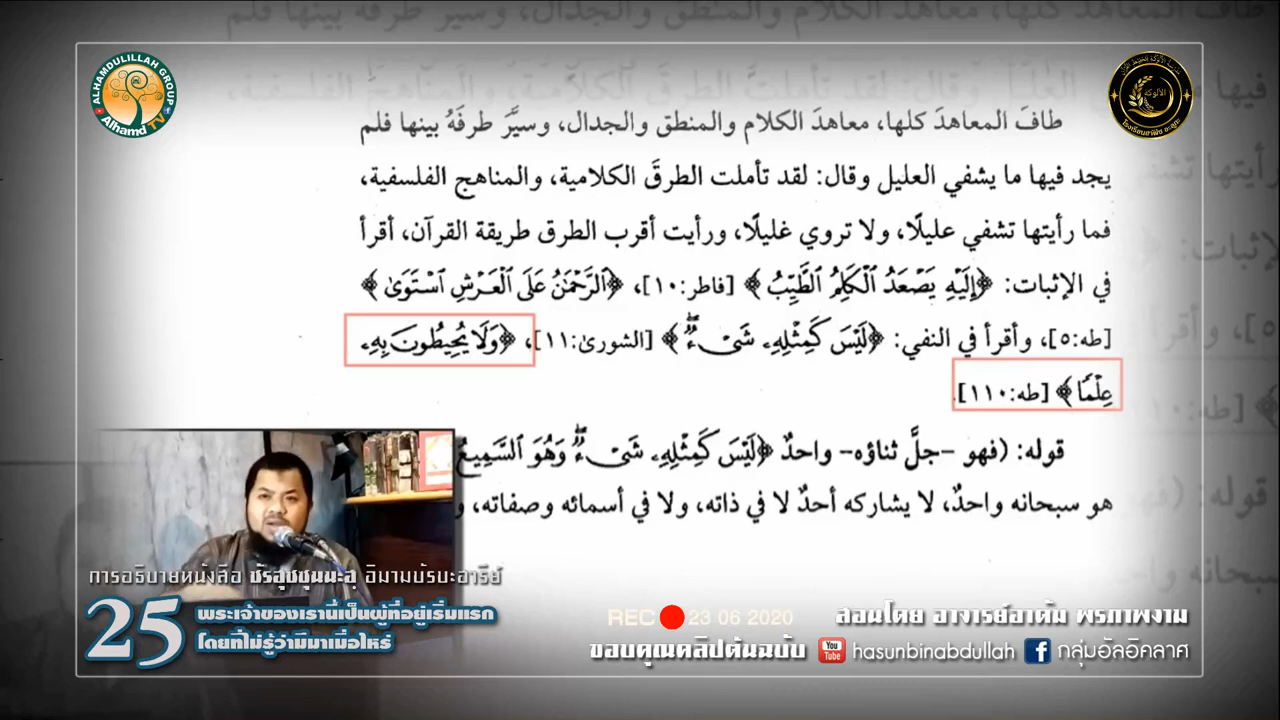 ALHAMDULILLAH GROUP
Alhamd TV
طافَ المعاهدَ كلها، معاهدَ الكلام والمنطق والجدال، وسيَّر طرفَهُ بينها فلم
يجد فيها ما يشفي العليل وقال: لقد تأملت الطرقَ الكلامية، والمناهج الفلسفية،
فما رأيتها تشفي عليلًا، ولا تروي غليلًا، ورأيت أقرب الطرق طريقة القرآن، أقرأ
في الإثبات: ﴿إِلَيْهِ يَصْعَدُ ٱلْكَلِمُ ٱلطَّيِّبُ﴾ [فاطر:١٠]، ﴿ٱلرَّحْمَٰنُ عَلَى ٱلْعَرْشِ ٱسْتَوَىٰ﴾
[طه:٥]، وأقرأ في النفي: ﴿لَيْسَ كَمِثْلِهِۦ شَىْءٌ ۖ﴾ [الشورىٰ:١١]، ﴿وَلَا يُحِيطُونَ بِهِۦ
عِلْمًا﴾ [طه:١١٠].
قوله: (فهو -جلَّ ثناؤه- واحدٌ ﴿لَيْسَ كَمِثْلِهِۦ شَىْءٌ ۖ وَهُوَ ٱلسَّمِيعُ
هو سبحانه واحدٌ، لا يشاركه أحدٌ لا في ذاته، ولا في أسمائه وصفاته،
การอธิบายหนังสือ ชัรฮุซซุนนะฮฺ อิมามบัรบะฮารีย์
25 พระเจ้าของเรานี่เป็นผู้ที่อยู่เริ่มแรก
โดยที่ไม่รู้ว่ามีมาเมื่อไหร่
REC 23 06 2020
สอนโดย อาจารย์อาดัม พรภาพงาม
ขอบคุณคลิปต้นฉบับ You Tube hasunbinabdullah f กลุ่มอัลอิคลาศ